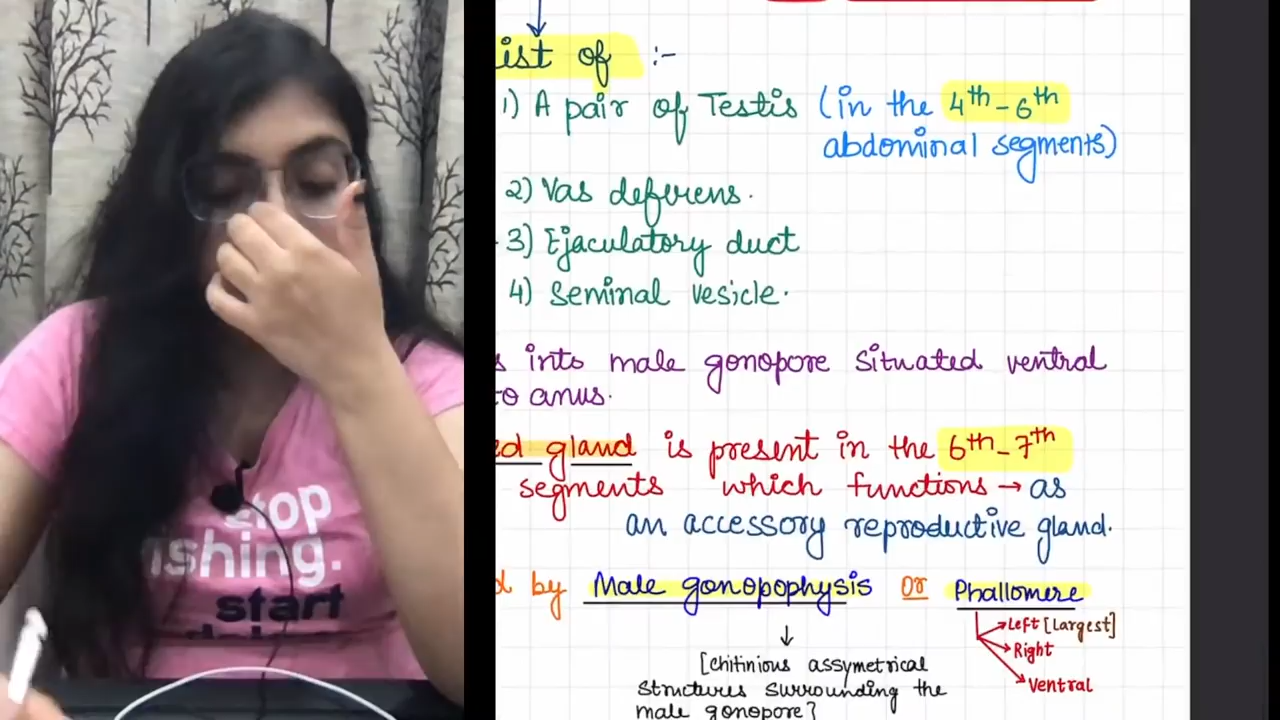 ist of :-
1) A pair of Testis (in the 4th - 6th
abdominal segments)
2) Vas deferens.
3) Ejaculatory duct
4) Seminal vesicle.
s into male gonopore situated ventral
to anus.
ed gland is present in the 6th - 7th
segments which functions → as
an accessory reproductive gland.
d by Male gonopophysis or Phallomere
Left [Largest]
Right
Ventral
[chitinious assymetrical
structures surrounding the
male gonopore]
stop
ishing.
start